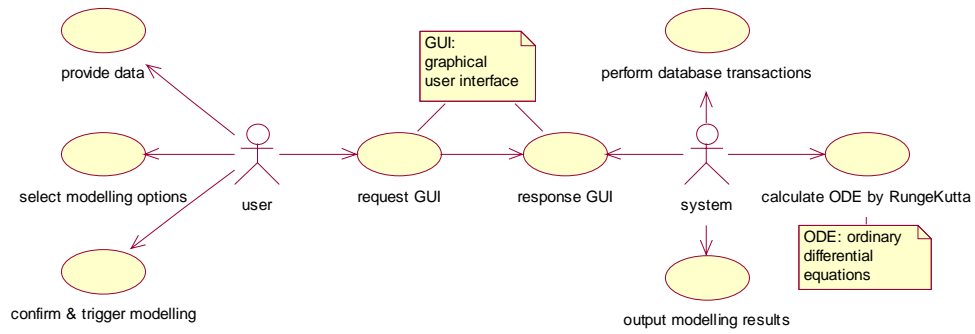 GUI:
graphical
user interface
provide data
perform database transactions
select modelling options
user
request GUI
response GUI
system
calculate ODE by RungeKutta
ODE: ordinary
differential
equations
confirm & trigger modelling
output modelling results